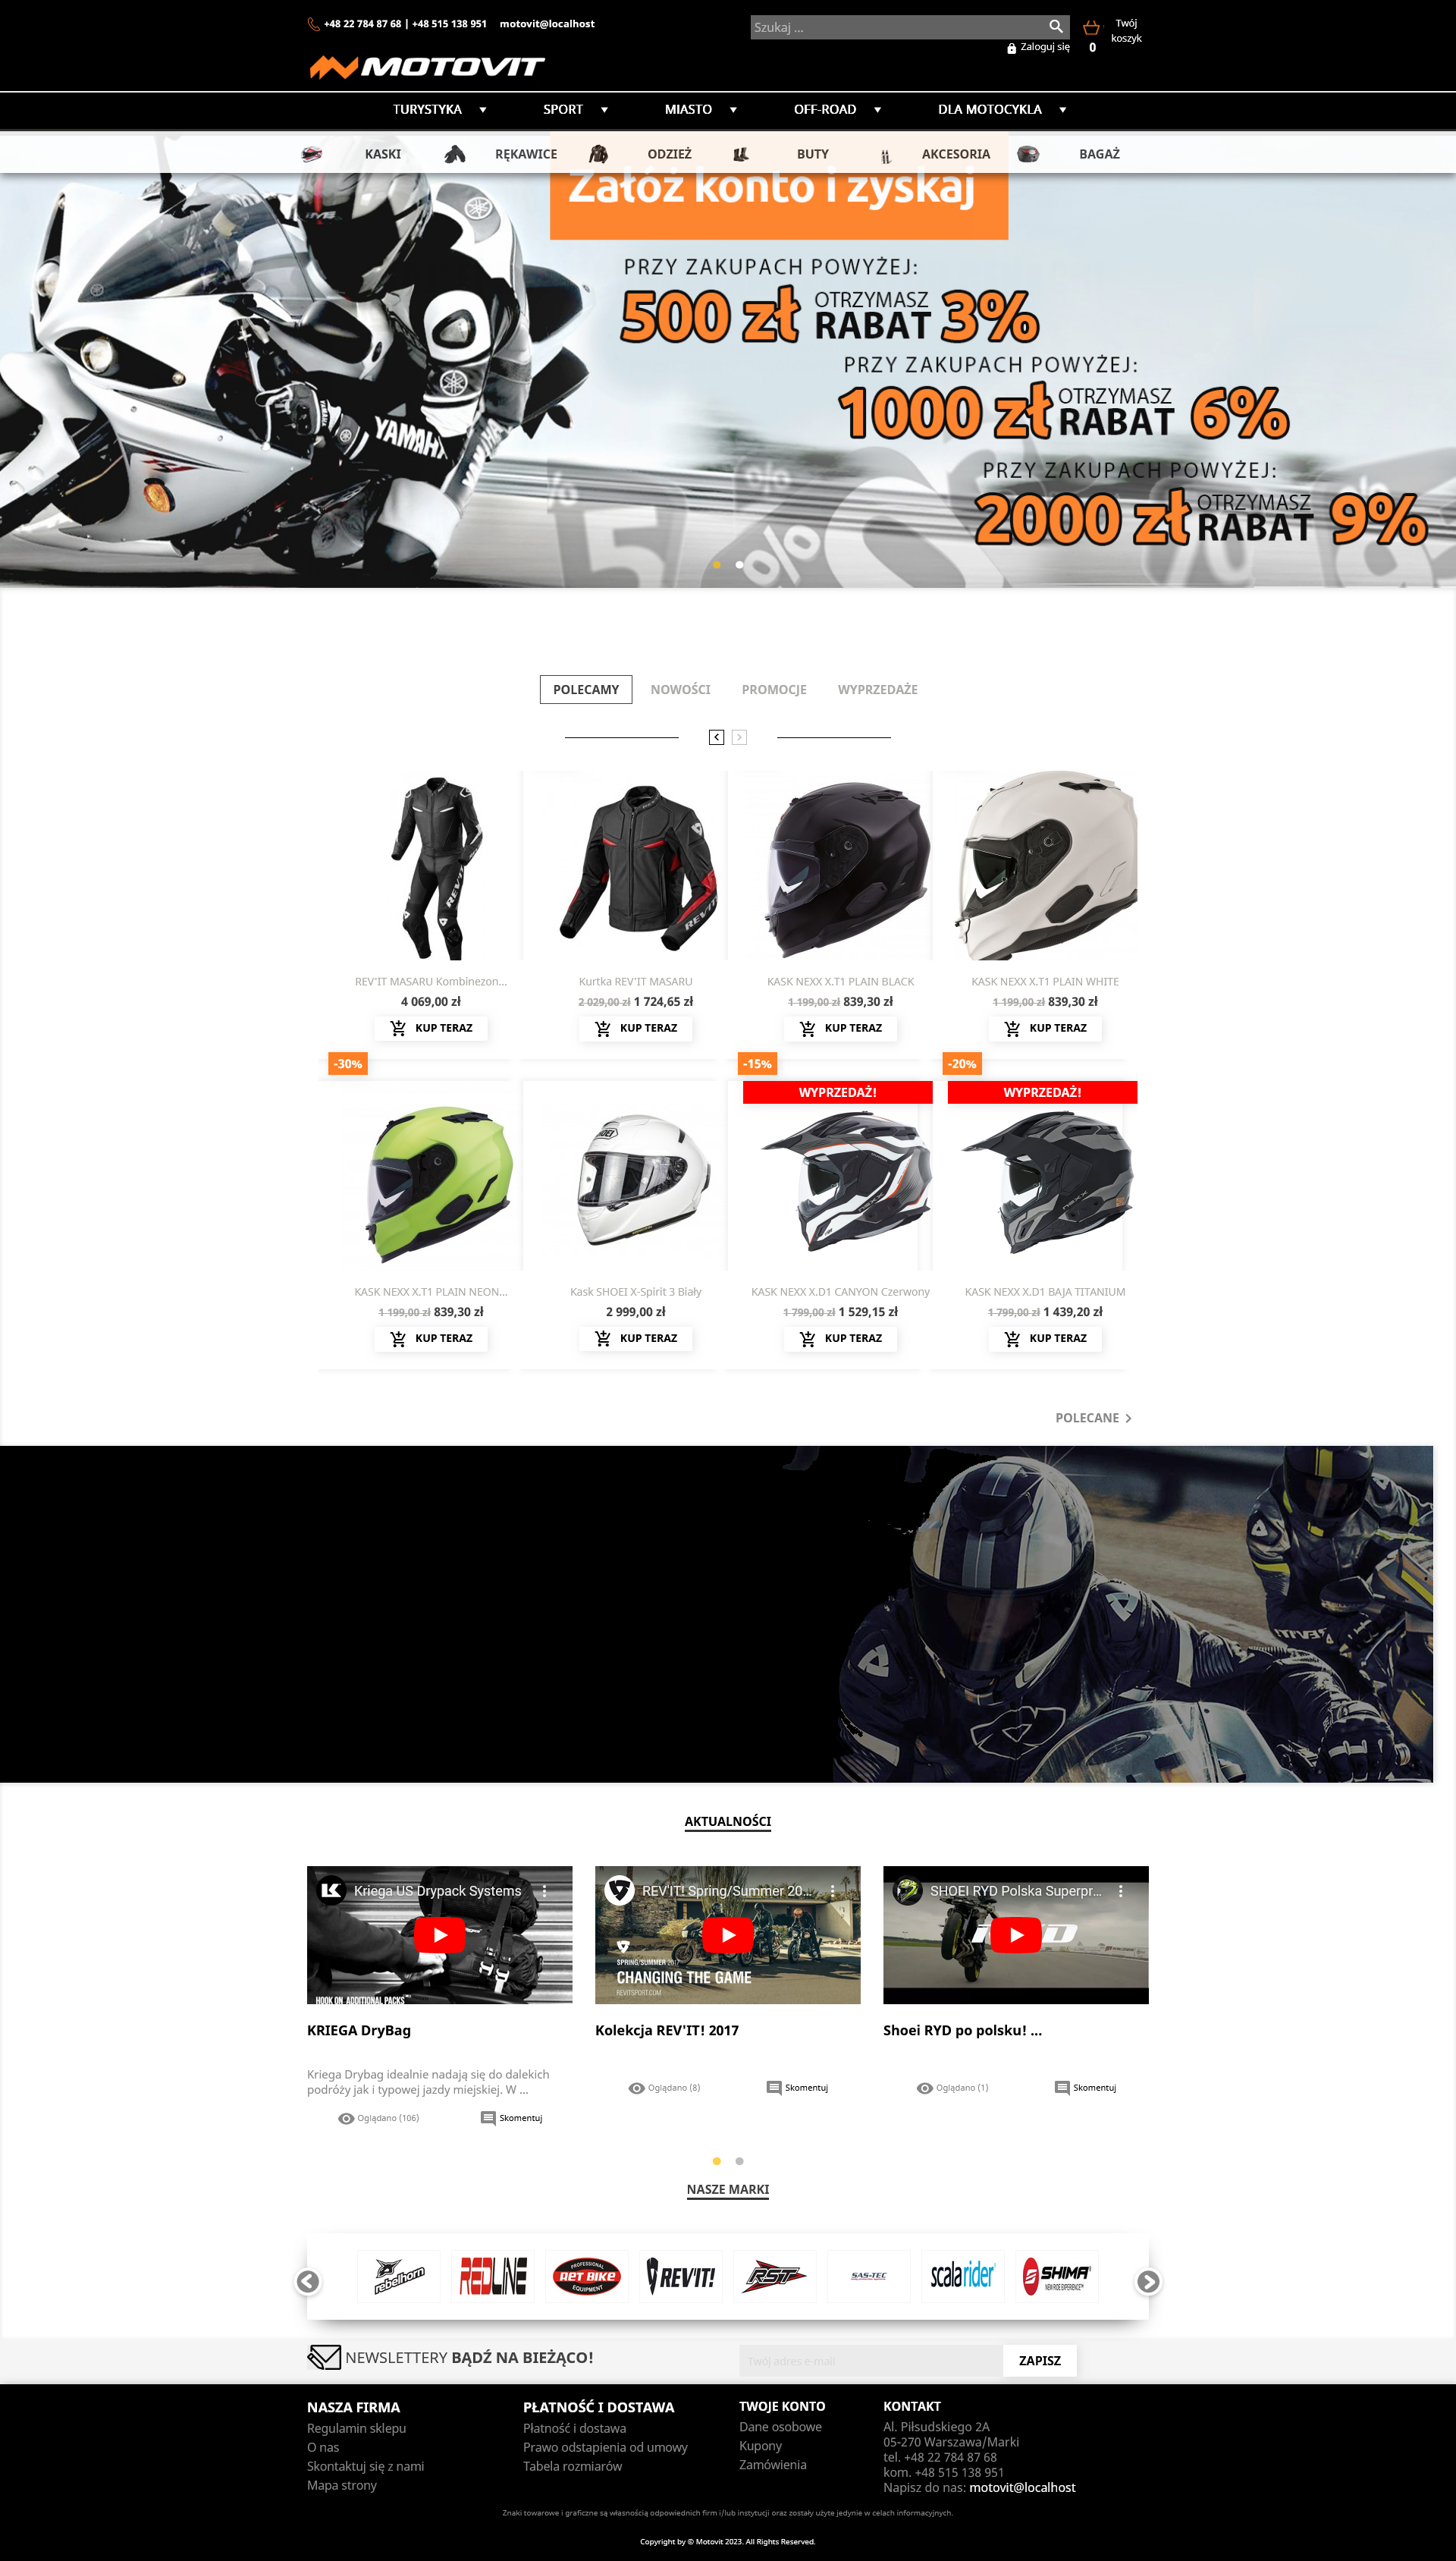 +48 22 784 87 68 | +48 515 138 951 motovit@localhost
Szukaj ...
Twój
koszyk
Zaloguj się
0
MOTOVIT
TURYSTYKA SPORT MIASTO OFF-ROAD DLA MOTOCYKLA
KASKI RĘKAWICE ODZIEŻ BUTY AKCESORIA BAGAŻ
Załóż konto i zyskaj
PRZY ZAKUPACH POWYŻEJ:
500 zł OTRZYMASZ RABAT 3%
PRZY ZAKUPACH POWYŻEJ:
1000 zł OTRZYMASZ RABAT 6%
PRZY ZAKUPACH POWYŻEJ:
2000 zł OTRZYMASZ RABAT 9%
YAMAHA
POLECAMY NOWOŚCI PROMOCJE WYPRZEDAŻE
REV'IT MASARU Kombinezon... Kurtka REV'IT MASARU KASK NEXX X.T1 PLAIN BLACK KASK NEXX X.T1 PLAIN WHITE
4 069,00 zł 2 029,00 zł 1 724,65 zł 1 199,00 zł 839,30 zł 1 199,00 zł 839,30 zł
KUP TERAZ KUP TERAZ KUP TERAZ KUP TERAZ
-30% -15% -20%
WYPRZEDAŻ! WYPRZEDAŻ!
KASK NEXX X.T1 PLAIN NEON... Kask SHOEI X-Spirit 3 Biały KASK NEXX X.D1 CANYON Czerwony KASK NEXX X.D1 BAJA TITANIUM
1 199,00 zł 839,30 zł 2 999,00 zł 1 799,00 zł 1 529,15 zł 1 799,00 zł 1 439,20 zł
KUP TERAZ KUP TERAZ KUP TERAZ KUP TERAZ
POLECANE
AKTUALNOŚCI
Kriega US Drypack Systems REV'IT! Spring/Summer 20... SHOEI RYD Polska Superpr...
HOOK ON ADDITIONAL PACKS
SPRING/SUMMER 2017
CHANGING THE GAME
REVITSPORT.COM
KRIEGA DryBag Kolekcja REV'IT! 2017 Shoei RYD po polsku! ...
Kriega Drybag idealnie nadają się do dalekich
podróży jak i typowej jazdy miejskiej. W ...
Oglądano (8) Skomentuj Oglądano (1) Skomentuj
Oglądano (106) Skomentuj
NASZE MARKI
rebelhorn REDLINE PROFESSIONAL RET BIKE EQUIPMENT REV'IT! RST SAS-TEC scalarider SHIMA NEW RIDE EXPERIENCE
NEWSLETTERY BĄDŹ NA BIEŻĄCO! Twój adres e-mail ZAPISZ
NASZA FIRMA
Regulamin sklepu
O nas
Skontaktuj się z nami
Mapa strony
PŁATNOŚĆ I DOSTAWA
Płatność i dostawa
Prawo odstąpienia od umowy
Tabela rozmiarów
TWOJE KONTO
Dane osobowe
Kupony
Zamówienia
KONTAKT
Al. Piłsudskiego 2A
05-270 Warszawa/Marki
tel. +48 22 784 87 68
kom. +48 515 138 951
Napisz do nas: motovit@localhost
Znaki towarowe i graficzne są własnością odpowiednich firm i/lub instytucji oraz zostały użyte jedynie w celach informacyjnych.
Copyright by © Motovit 2023. All Rights Reserved.